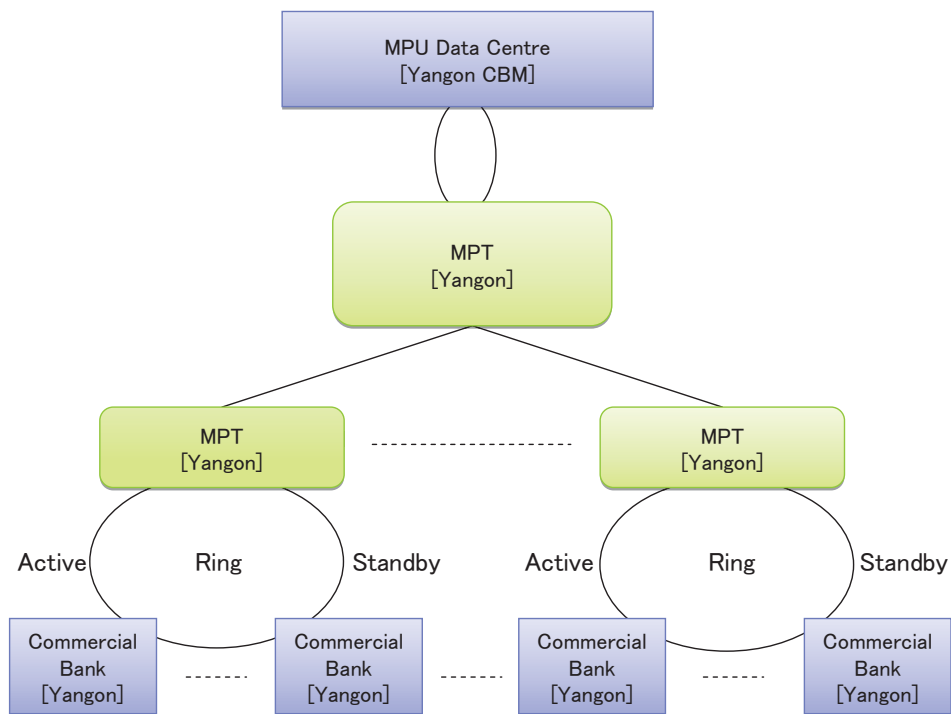 MPU Data Centre
[Yangon CBM]
MPT
[Yangon]
MPT
[Yangon]
MPT
[Yangon]
Active
Ring
Standby
Active
Ring
Standby
Commercial
Bank
[Yangon]
Commercial
Bank
[Yangon]
Commercial
Bank
[Yangon]
Commercial
Bank
[Yangon]